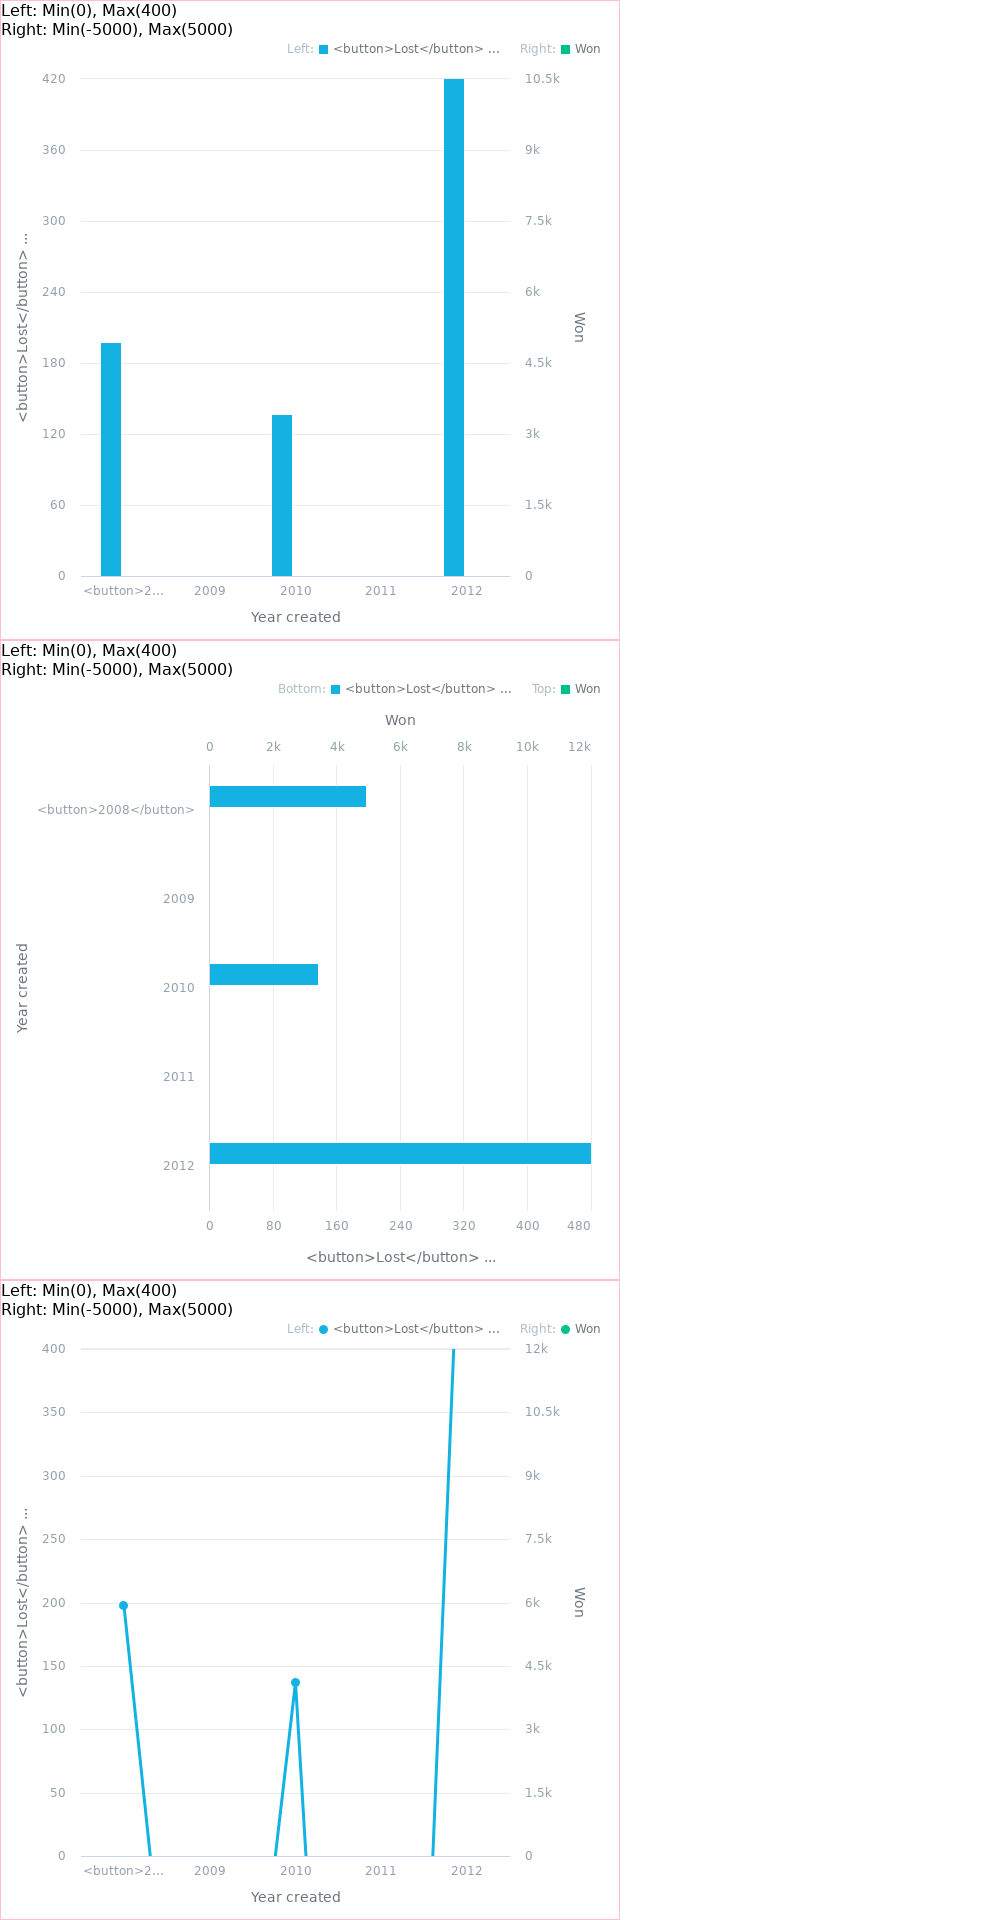 Left: Min(0), Max(400)
Right: Min(-5000), Max(5000)
Left: <button>Lost</button> ... Right: Won
420 10.5k
360 9k
300 7.5k
240 6k
180 4.5k
120 3k
60 1.5k
0 0
<button>Lost</button> ...
Won
<button>2... 2009 2010 2011 2012
Year created
Left: Min(0), Max(400)
Right: Min(-5000), Max(5000)
Bottom: <button>Lost</button> ... Top: Won
Won
0 2k 4k 6k 8k 10k 12k
<button>2008</button>
2009
2010
2011
2012
Year created
0 80 160 240 320 400 480
<button>Lost</button> ...
Left: Min(0), Max(400)
Right: Min(-5000), Max(5000)
Left: <button>Lost</button> ... Right: Won
400 12k
350 10.5k
300 9k
250 7.5k
200 6k
150 4.5k
100 3k
50 1.5k
0 0
<button>Lost</button> ...
Won
<button>2... 2009 2010 2011 2012
Year created